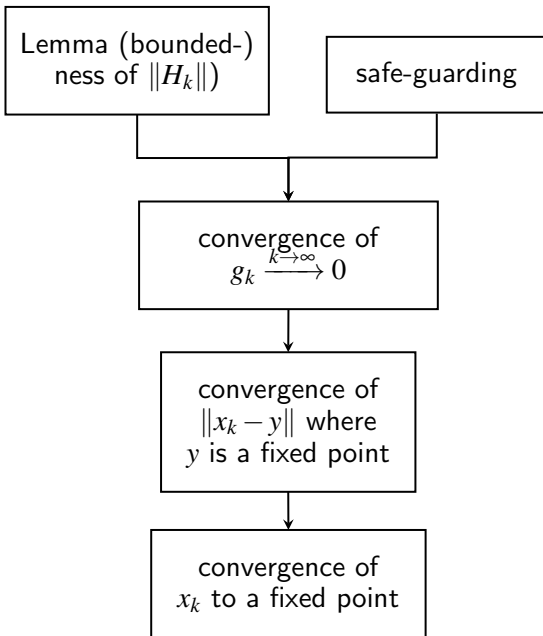 Lemma (bounded-)
ness of ‖H_k‖)
safe-guarding
convergence of
g_k \xrightarrow{k→∞} 0
convergence of
‖x_k − y‖ where
y is a fixed point
convergence of
x_k to a fixed point